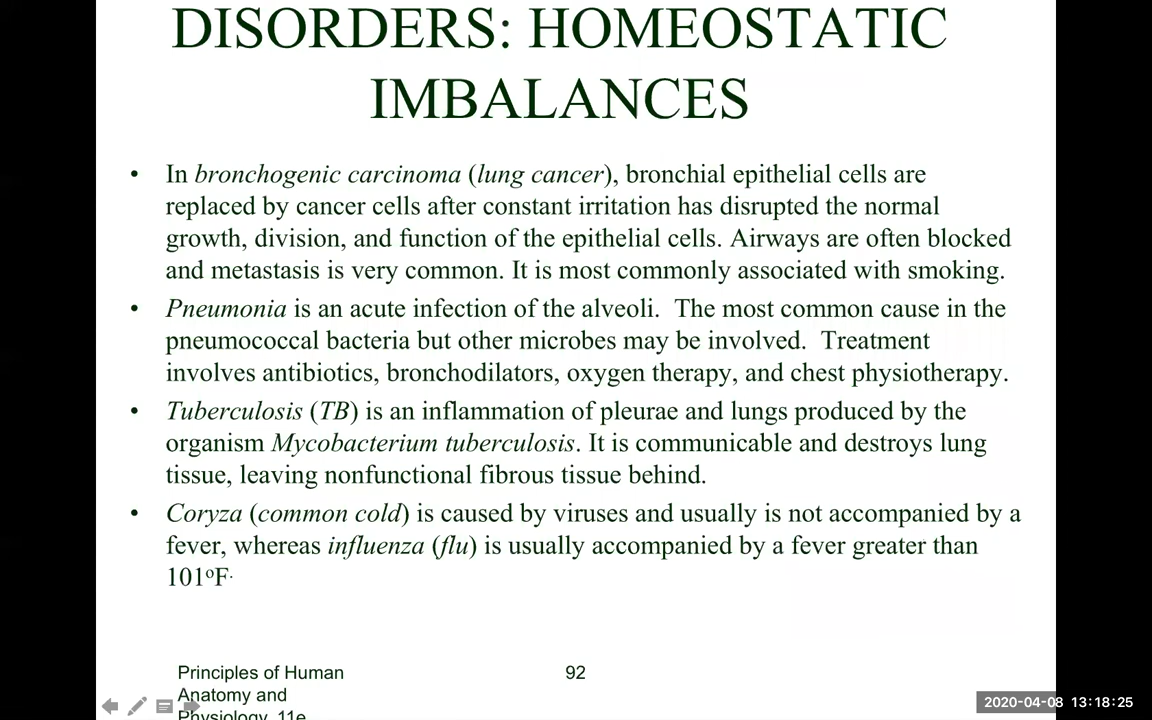 DISORDERS: HOMEOSTATIC
IMBALANCES
• In bronchogenic carcinoma (lung cancer), bronchial epithelial cells are
replaced by cancer cells after constant irritation has disrupted the normal
growth, division, and function of the epithelial cells. Airways are often blocked
and metastasis is very common. It is most commonly associated with smoking.
• Pneumonia is an acute infection of the alveoli.  The most common cause in the
pneumococcal bacteria but other microbes may be involved.  Treatment
involves antibiotics, bronchodilators, oxygen therapy, and chest physiotherapy.
• Tuberculosis (TB) is an inflammation of pleurae and lungs produced by the
organism Mycobacterium tuberculosis. It is communicable and destroys lung
tissue, leaving nonfunctional fibrous tissue behind.
• Coryza (common cold) is caused by viruses and usually is not accompanied by a
fever, whereas influenza (flu) is usually accompanied by a fever greater than
101ºF.
Principles of Human
Anatomy and
Physiology, 11e
92
2020-04-08 13:18:25